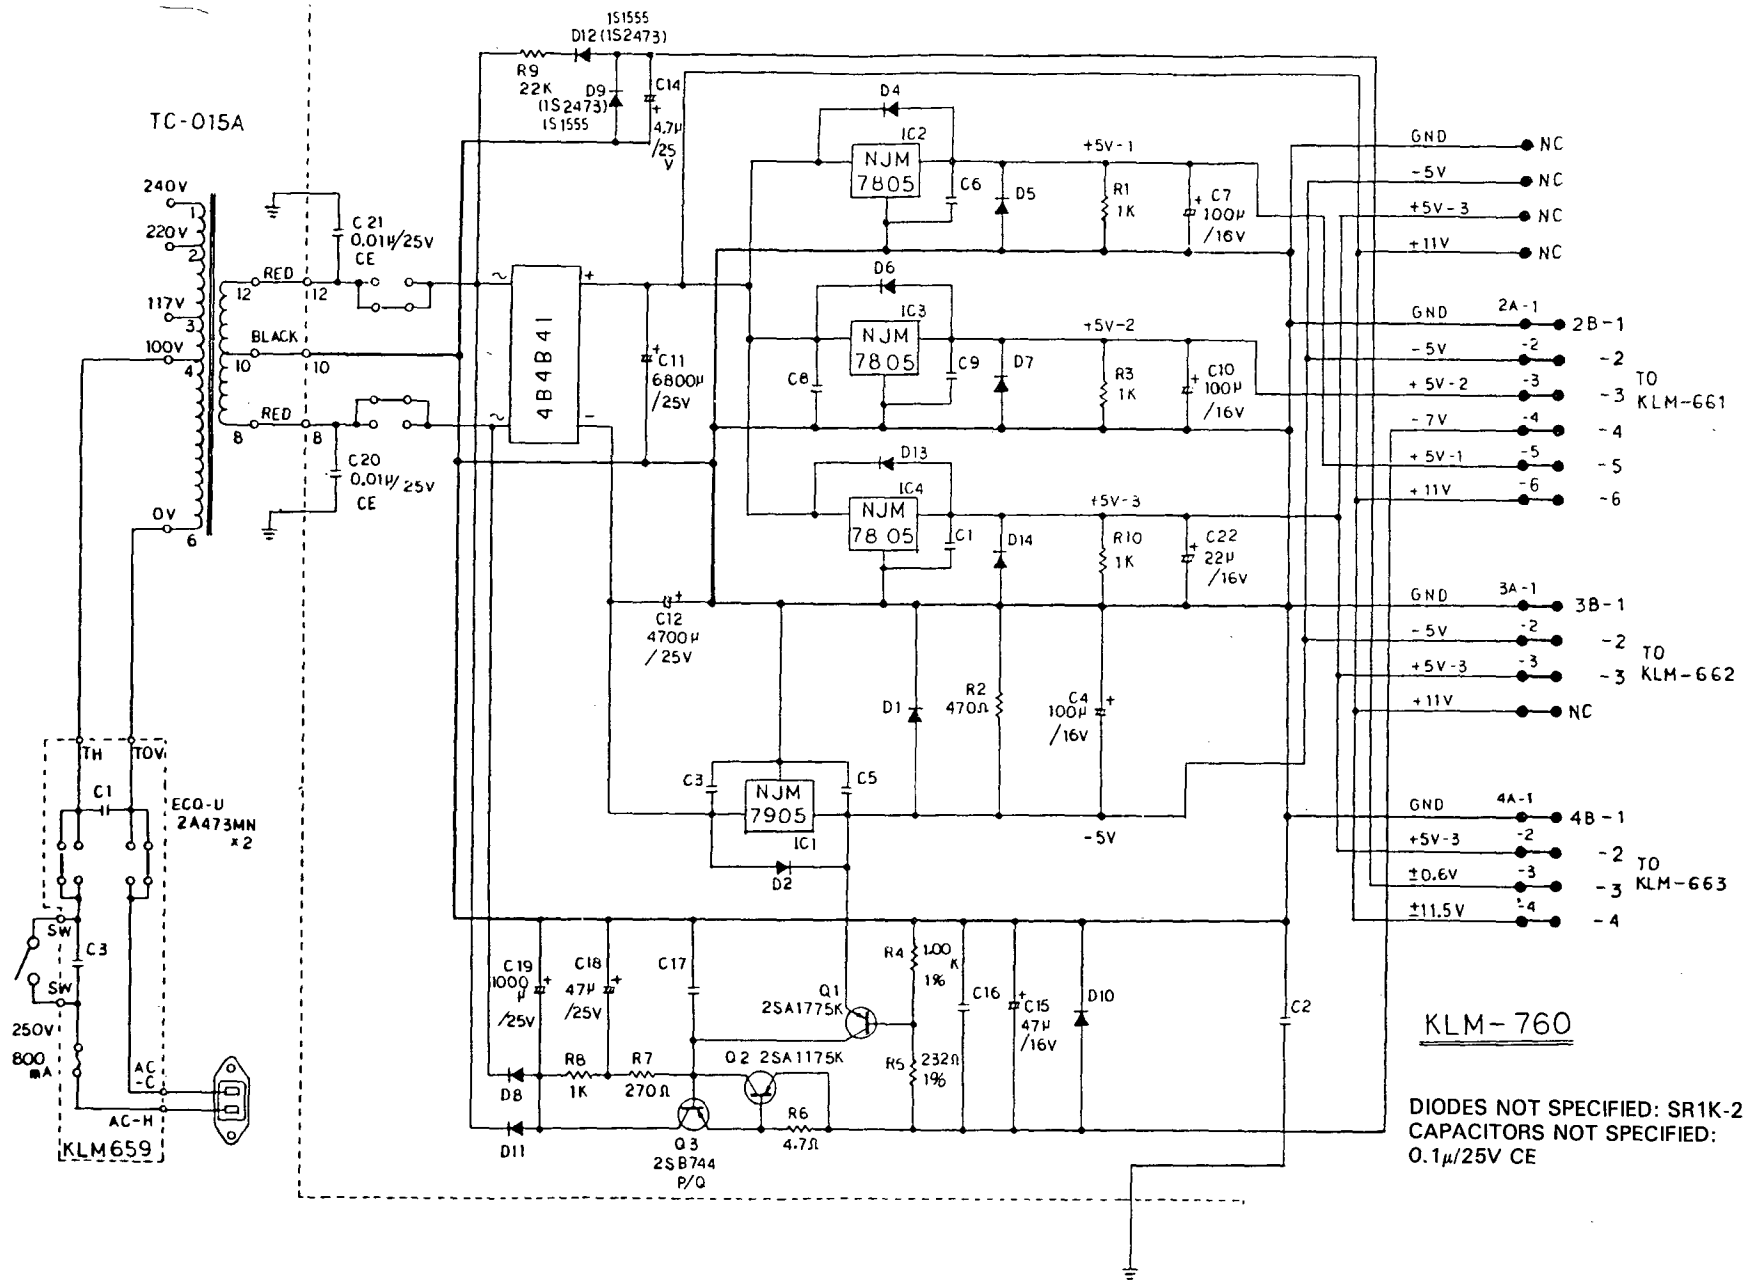 1S1555
D12(1S2473)
R9
22K
D9
(1S2473)
1S1555
C14
+
4.7μ
/25
V
TC-015A
240V
1
220V
2
117V
3
100V
4
0V
6
12
RED
12
10
BLACK
10
8
RED
8
C21
0.01μ/25V
CE
C20
0.01μ/25V
CE
~
+
4B4B41
~
−
+
C11
6800μ
/25V
C12
+
4700μ
/25V
D4
IC2
NJM
7805
C6
D5
+5V-1
R1
1K
+ C7
100μ
/16V
D6
IC3
NJM
7805
C8
C9
D7
+5V-2
R3
1K
+ C10
100μ
/16V
D13
IC4
NJM
7805
C1
D14
+5V-3
R10
1K
+ C22
22μ
/16V
D1
R2
470Ω
C4
+
100μ
/16V
C3
NJM
7905
IC1
C5
D2
-5V
C19
1000
μ
+
/25V
C18
47μ
+
/25V
C17
Q1
2SA1775K
R4
1.00
K
1%
R5
232Ω
1%
C16
+
C15
47μ
/16V
D10
C2
D8
R8
1K
R7
270Ω
Q2 2SA1175K
D11
Q3
2SB744
P/Q
R6
4.7Ω
GND
NC
-5V
NC
+5V-3
NC
+11V
NC
GND
2A-1
2B-1
-5V
-2
-2
+5V-2
-3
-3
-7V
-4
-4
+5V-1
-5
-5
+11V
-6
-6
TO
KLM-661
GND
3A-1
3B-1
-5V
-2
-2
+5V-3
-3
-3
+11V
NC
TO
KLM-662
GND
4A-1
4B-1
+5V-3
-2
-2
±0.6V
-3
-3
±11.5V
-4
-4
TO
KLM-663
TH
TOV
C1
ECQ-U
2A473MN
×2
SW
C3
SW
250V
800
mA
AC
-C
AC-H
KLM659
KLM-760
DIODES NOT SPECIFIED: SR1K-2
CAPACITORS NOT SPECIFIED:
0.1μ/25V CE